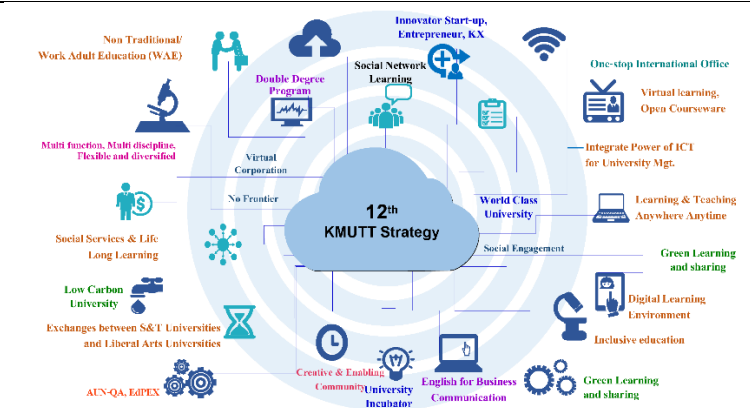 Innovator Start-up,
Entrepreneur, KX
Non Traditional/
Work Adult Education (WAE)
Social Network
Learning
One-stop International Office
Double Degree
Program
Virtual learning,
Open Courseware
Multi function, Multi discipline,
Flexible and diversified
Integrate Power of ICT
for University Mgt.
Virtual
Corporation
No Frontier
12th
KMUTT Strategy
World Class
University
Learning & Teaching
Anywhere Anytime
Social Services & Life
Long Learning
Social Engagement
Green Learning
and sharing
Low Carbon
University
Digital Learning
Environment
Exchanges between S&T Universities
and Liberal Arts Universities
Inclusive education
Creative & Enabling
Community
University
Incubator
English for Business
Communication
AUN-QA, EdPEX
Green Learning
and sharing